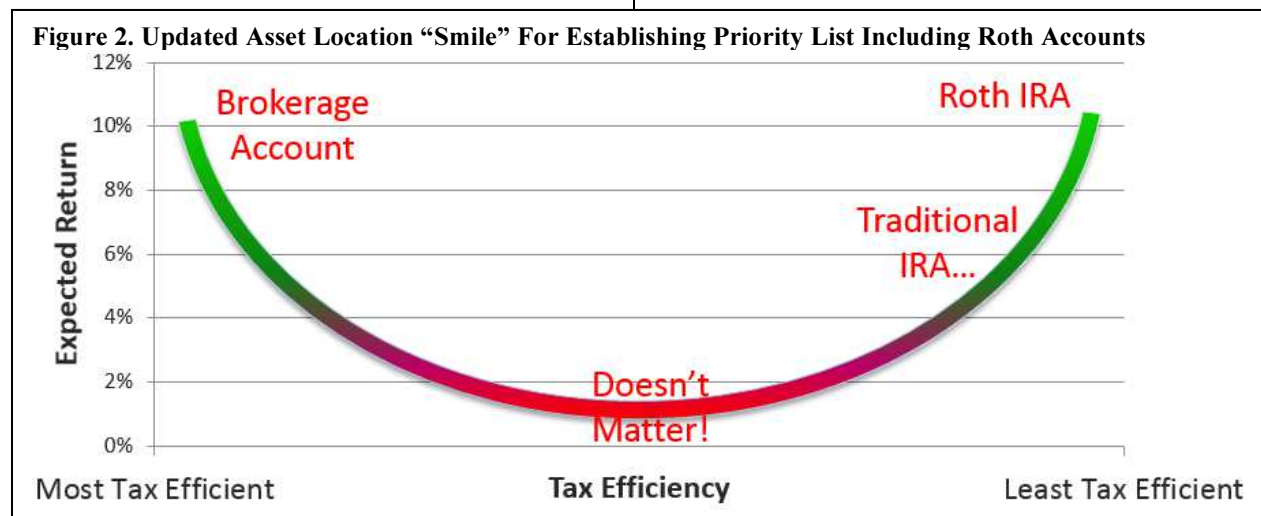 Figure 2. Updated Asset Location “Smile” For Establishing Priority List Including Roth Accounts
12%
10%
8%
6%
4%
2%
0%
Expected Return
Brokerage
Account
Roth IRA
Traditional
IRA...
Doesn’t
Matter!
Most Tax Efficient
Tax Efficiency
Least Tax Efficient